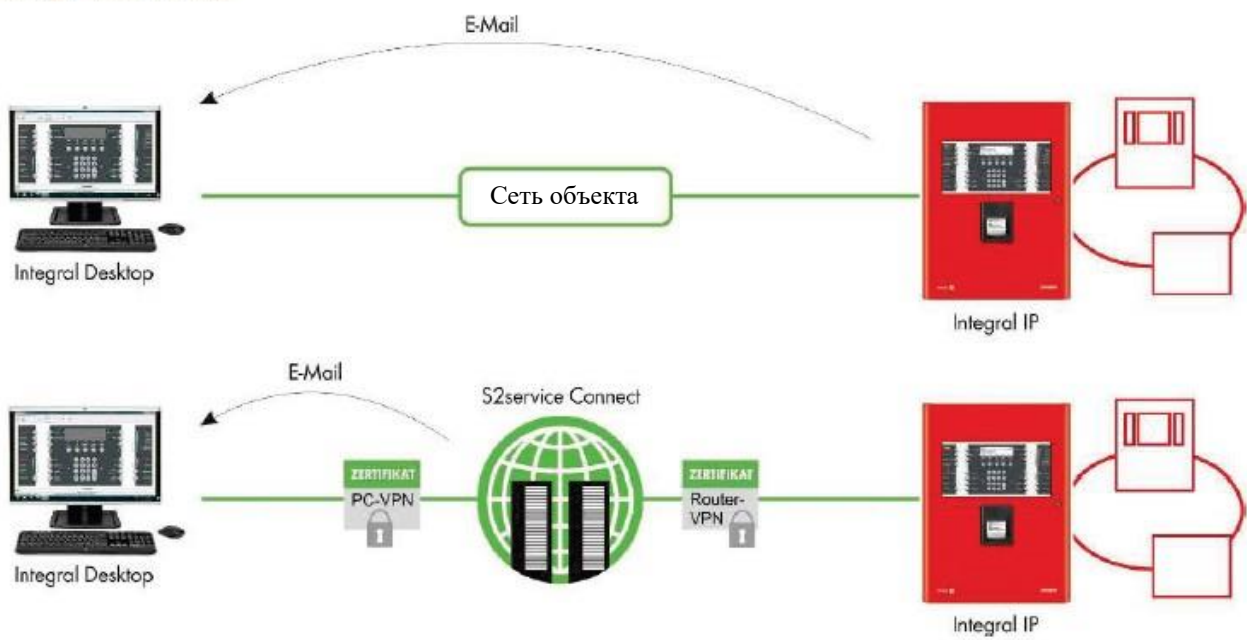 E-Mail
Сеть объекта
Integral Desktop
Integral IP
E-Mail
S2service Connect
ZERTIFIKAT
PC-VPN
ZERTIFIKAT
Router-
VPN
Integral Desktop
Integral IP